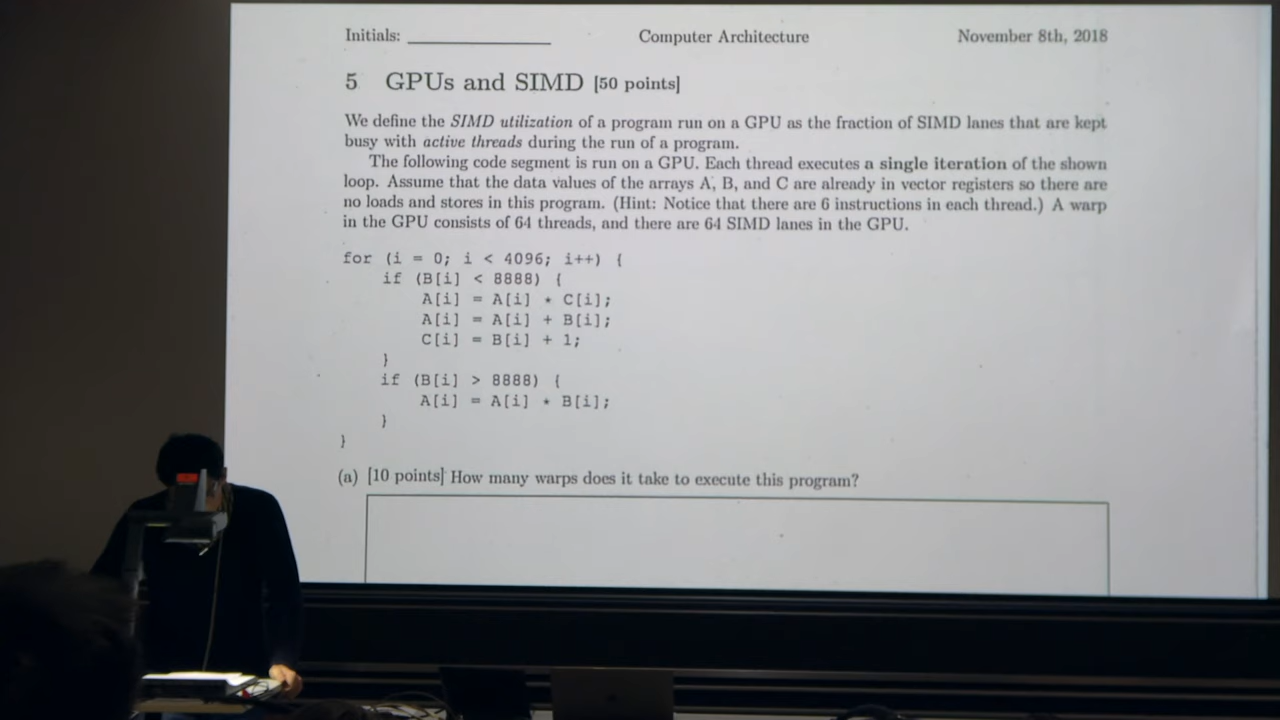 Initials: Computer Architecture November 8th, 2018
5 GPUs and SIMD [50 points]
We define the SIMD utilization of a program run on a GPU as the fraction of SIMD lanes that are kept
busy with active threads during the run of a program.
The following code segment is run on a GPU. Each thread executes a single iteration of the shown
loop. Assume that the data values of the arrays A, B, and C are already in vector registers so there are
no loads and stores in this program. (Hint: Notice that there are 6 instructions in each thread.) A warp
in the GPU consists of 64 threads, and there are 64 SIMD lanes in the GPU.
for (i = 0; i < 4096; i++) {
if (B[i] < 8888) {
A[i] = A[i] * C[i];
A[i] = A[i] + B[i];
C[i] = B[i] + 1;
}
if (B[i] > 8888) {
A[i] = A[i] * B[i];
}
}
(a) [10 points] How many warps does it take to execute this program?